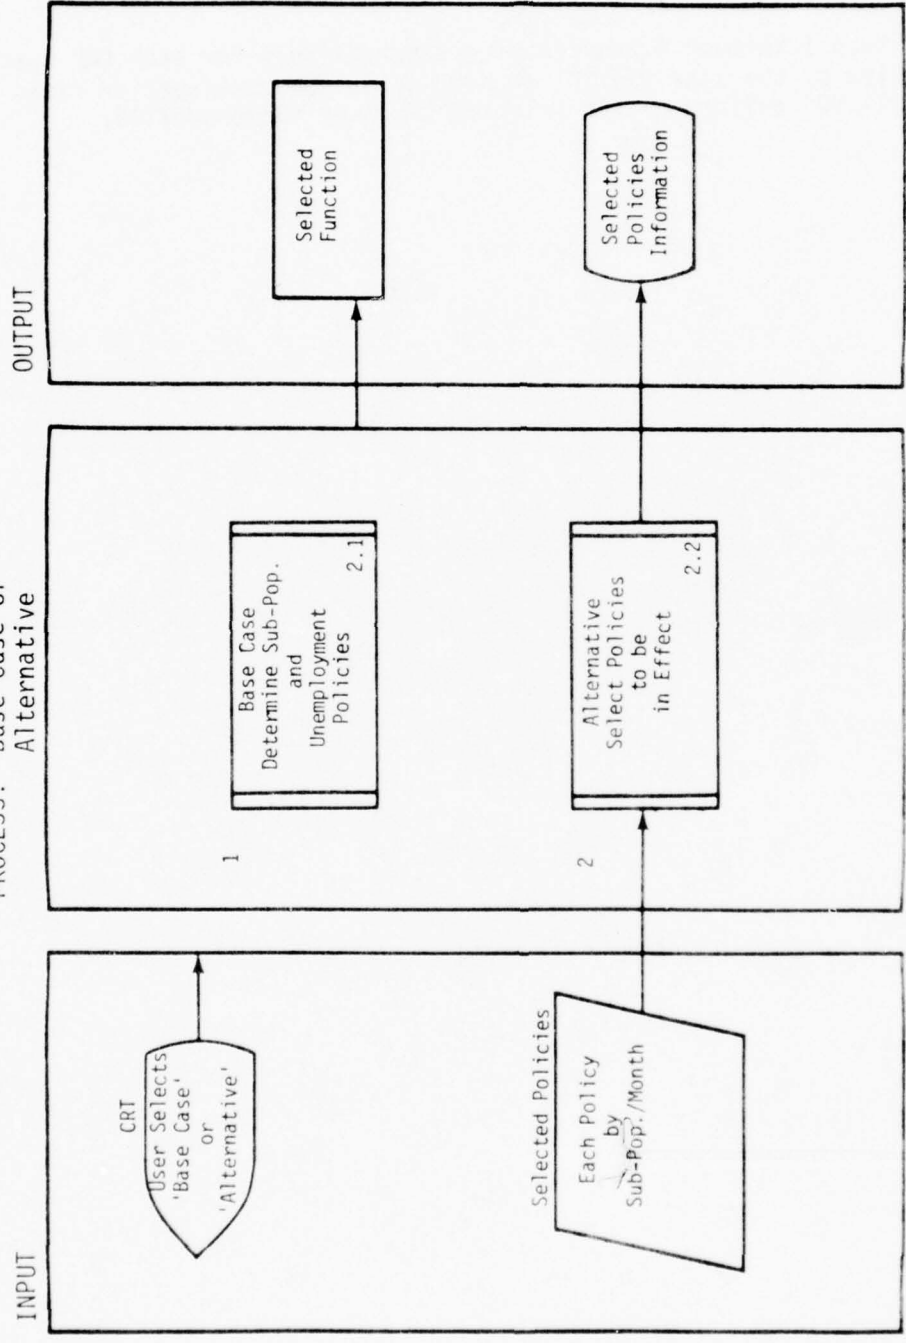 INPUT
PROCESS: Base Case or
Alternative
OUTPUT
CRT
User Selects
'Base Case'
or
'Alternative'
Selected Policies
Each Policy
by
Sub-Pop./Month
1
Base Case
Determine Sub-Pop.
and
Unemployment
Policies
2.1
2
Alternative
Select Policies
to be
in Effect
2.2
Selected
Function
Selected
Policies
Information